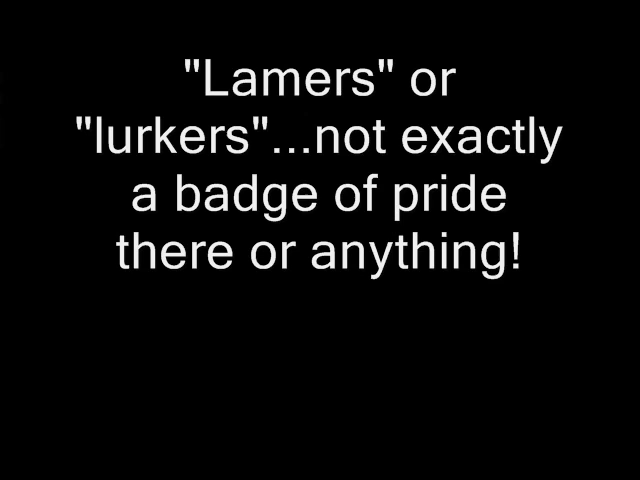 "Lamers" or
"lurkers"...not exactly
a badge of pride
there or anything!